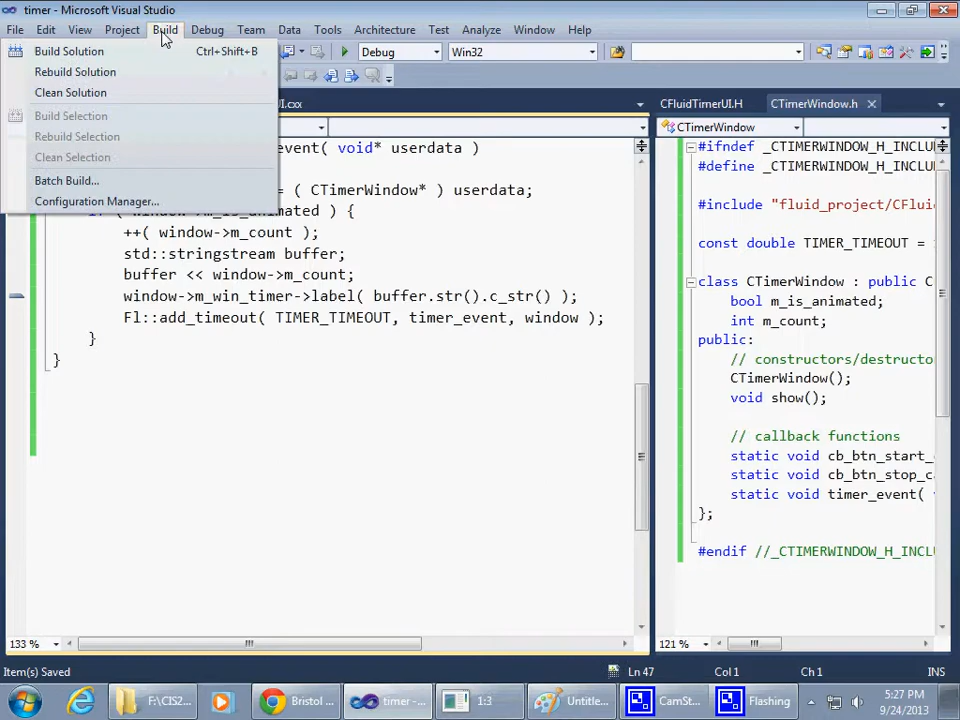 timer - Microsoft Visual Studio
File Edit View Project Build Debug Team Data Tools Architecture Test Analyze Window Help
Build Solution Ctrl+Shift+B
Rebuild Solution
Clean Solution
Build Selection
Rebuild Selection
Clean Selection
Batch Build...
Configuration Manager...
Debug Win32
UI.cxx
event( void* userdata )
= ( CTimerWindow* ) userdata;
if ( window->m_is_animated ) {
++( window->m_count );
std::stringstream buffer;
buffer << window->m_count;
window->m_win_timer->label( buffer.str().c_str() );
Fl::add_timeout( TIMER_TIMEOUT, timer_event, window );
}
}
133 %
CFluidTimerUI.H CTimerWindow.h
CTimerWindow
#ifndef _CTIMERWINDOW_H_INCLU
#define _CTIMERWINDOW_H_INCLU
#include "fluid_project/CFlui
const double TIMER_TIMEOUT =
class CTimerWindow : public C
bool m_is_animated;
int m_count;
public:
// constructors/destructo
CTimerWindow();
void show();
// callback functions
static void cb_btn_start_
static void cb_btn_stop_c
static void timer_event(
};
#endif //_CTIMERWINDOW_H_INCL
121 %
Item(s) Saved Ln 47 Col 1 Ch 1 INS
F:\CIS2... Bristol ... timer -... 1:3 Untitle... CamSt... Flashing
5:27 PM
9/24/2013